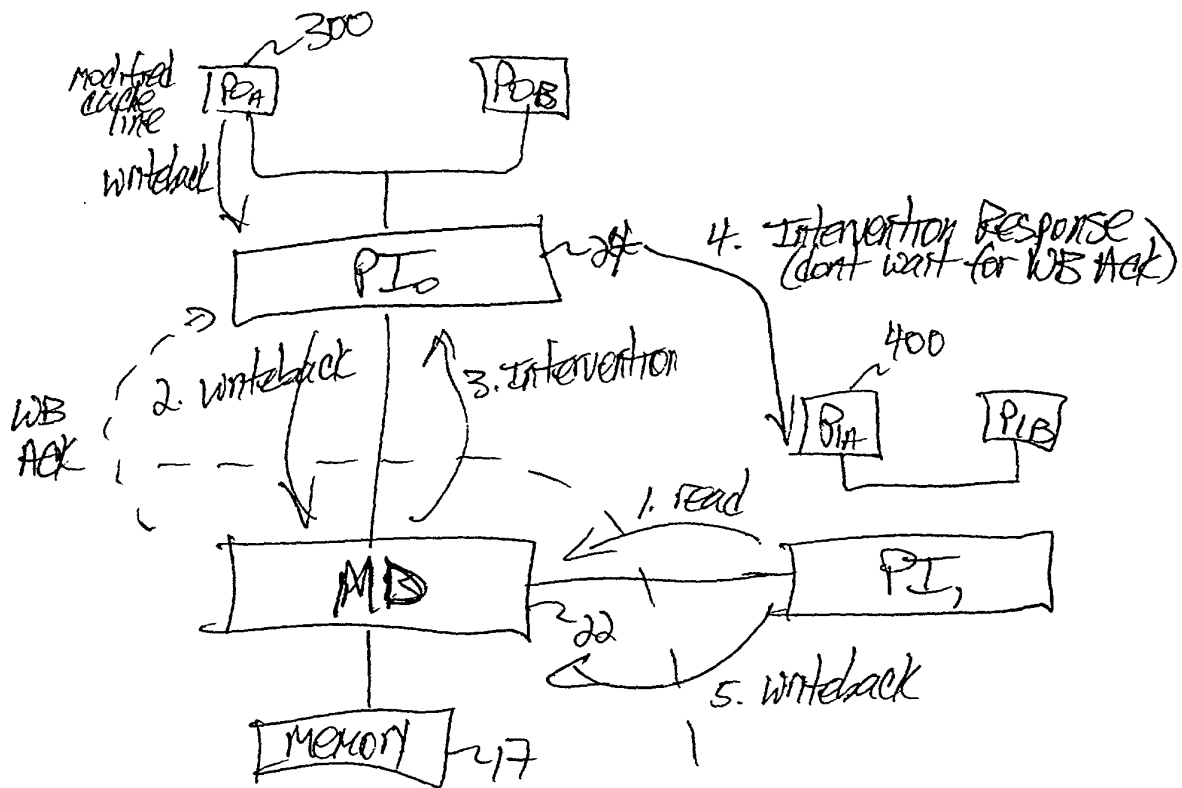 300
Modified
cache
line
P0A
P0B
writeback
PI0
24
4. Intervention Response
(dont wait for WB Ack)
400
2. writeback
3. Intervention
WB
ACK
P1A
P1B
1. read
MD
22
PI1
5. writeback
Memory
17